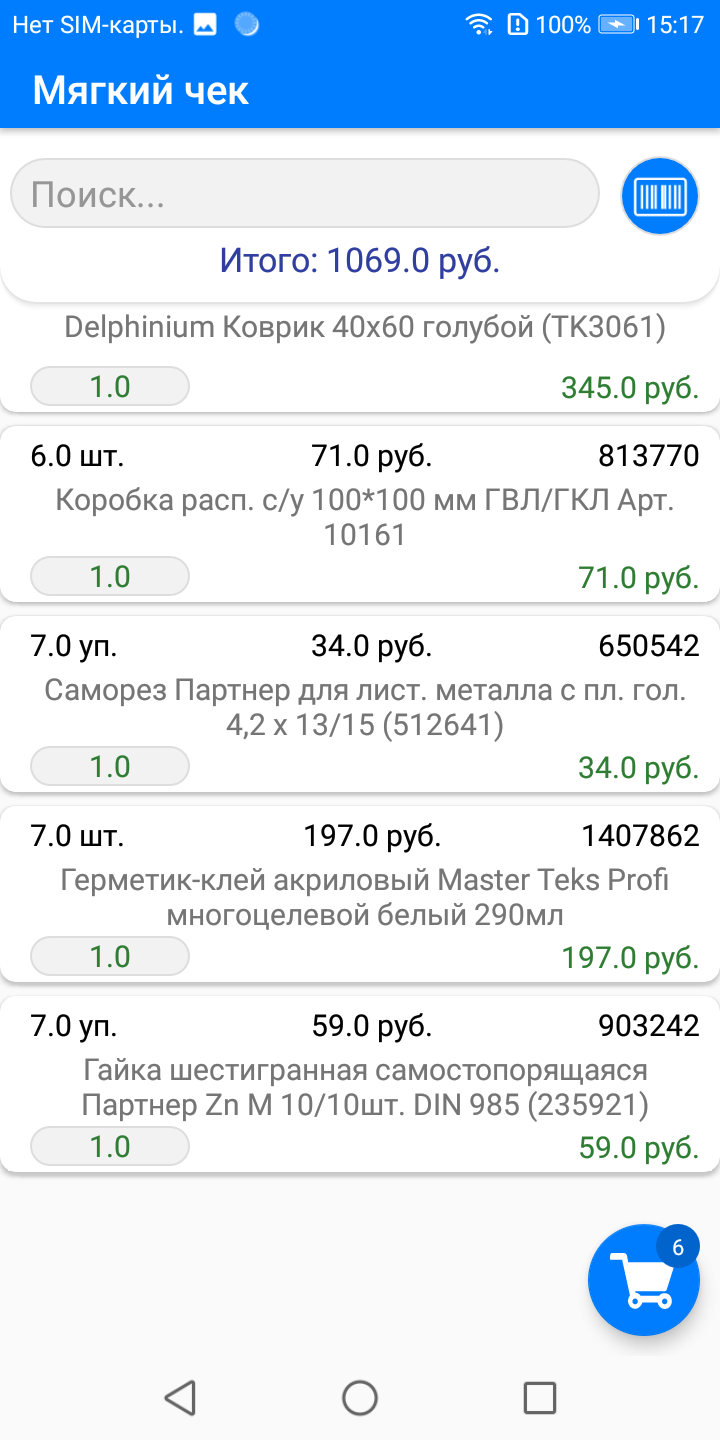 Нет SIM-карты. 100% 15:17
Мягкий чек
Поиск...
Итого: 1069.0 руб.
Delphinium Коврик 40x60 голубой (TK3061)
1.0 345.0 руб.
6.0 шт. 71.0 руб. 813770
Коробка расп. с/у 100*100 мм ГВЛ/ГКЛ Арт.
10161
1.0 71.0 руб.
7.0 уп. 34.0 руб. 650542
Саморез Партнер для лист. металла с пл. гол.
4,2 x 13/15 (512641)
1.0 34.0 руб.
7.0 шт. 197.0 руб. 1407862
Герметик-клей акриловый Master Teks Profi
многоцелевой белый 290мл
1.0 197.0 руб.
7.0 уп. 59.0 руб. 903242
Гайка шестигранная самостопорящаяся
Партнер Zn М 10/10шт. DIN 985 (235921)
1.0 59.0 руб.
6